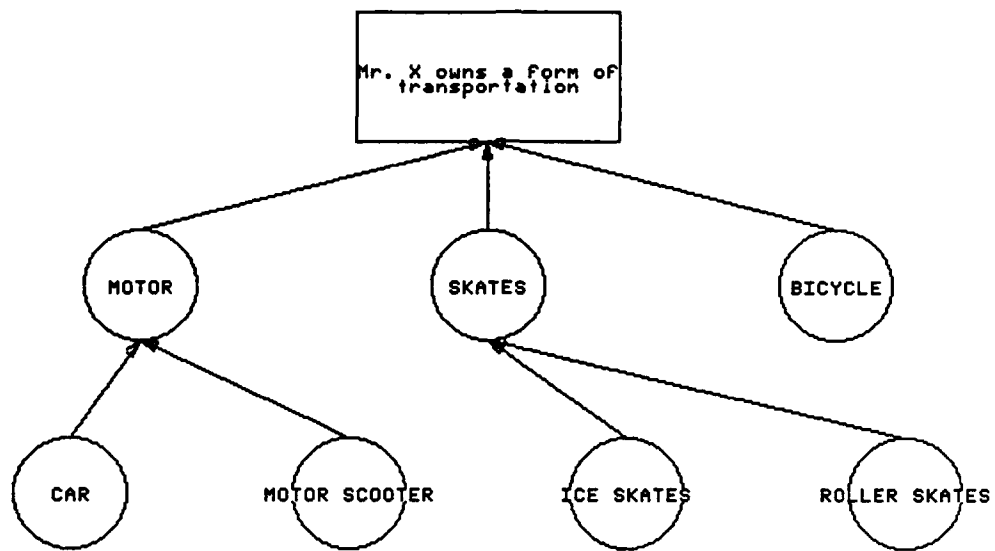 Mr. X owns a form of
transportation
MOTOR
SKATES
BICYCLE
CAR
MOTOR SCOOTER
ICE SKATES
ROLLER SKATES